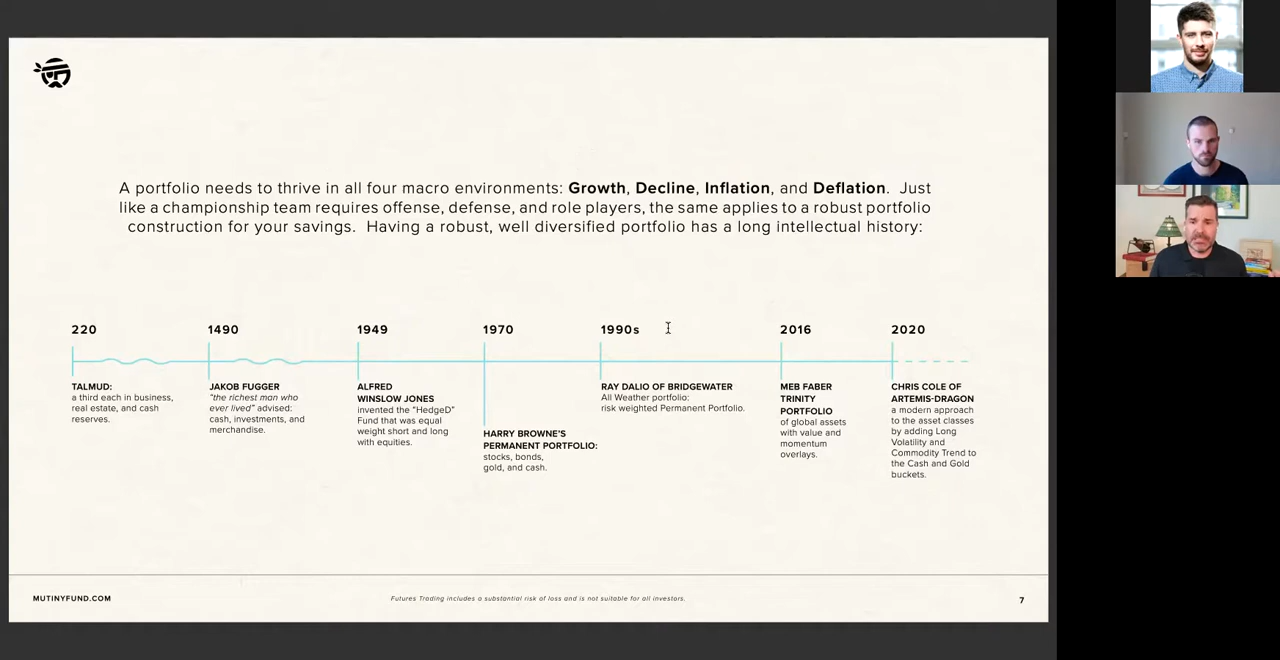 A portfolio needs to thrive in all four macro environments: Growth, Decline, Inflation, and Deflation. Just
like a championship team requires offense, defense, and role players, the same applies to a robust portfolio
construction for your savings. Having a robust, well diversified portfolio has a long intellectual history:
220
TALMUD:
a third each in business,
real estate, and cash
reserves.
1490
JAKOB FUGGER
"the richest man who
ever lived" advised:
cash, investments, and
merchandise.
1949
ALFRED
WINSLOW JONES
invented the "HedgeD"
Fund that was equal
weight short and long
with equities.
1970
HARRY BROWNE'S
PERMANENT PORTFOLIO:
stocks, bonds,
gold, and cash.
1990s
RAY DALIO OF BRIDGEWATER
All Weather portfolio:
risk weighted Permanent Portfolio.
2016
MEB FABER
TRINITY
PORTFOLIO
of global assets
with value and
momentum
overlays.
2020
CHRIS COLE OF
ARTEMIS-DRAGON
a modern approach
to the asset classes
by adding Long
Volatility and
Commodity Trend to
the Cash and Gold
buckets.
MUTINYFUND.COM
Futures Trading includes a substantial risk of loss and is not suitable for all investors.
7